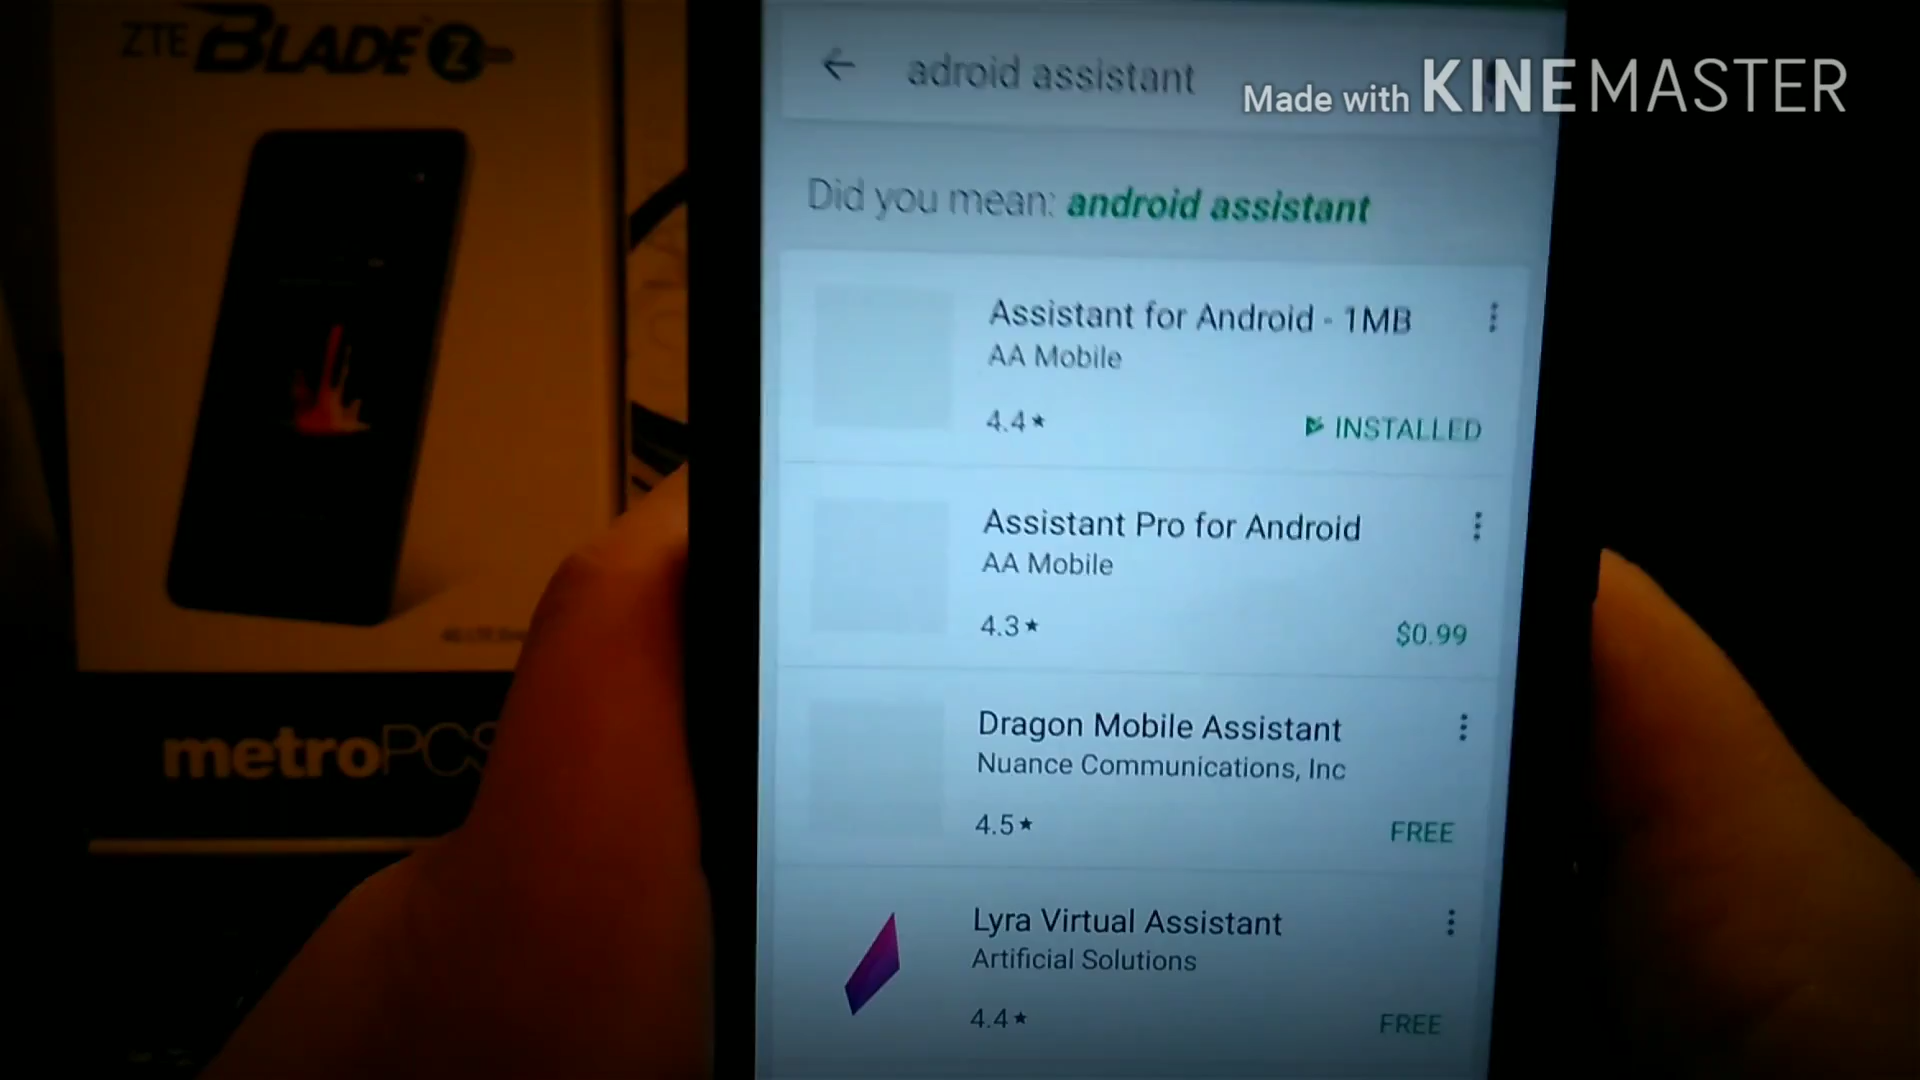 ZTE BLADE Z
metroPCS
adroid assistant
Made with KINEMASTER
Did you mean: android assistant
Assistant for Android - 1MB
AA Mobile
4.4★
INSTALLED
Assistant Pro for Android
AA Mobile
4.3★
$0.99
Dragon Mobile Assistant
Nuance Communications, Inc
4.5★
FREE
Lyra Virtual Assistant
Artificial Solutions
4.4★
FREE